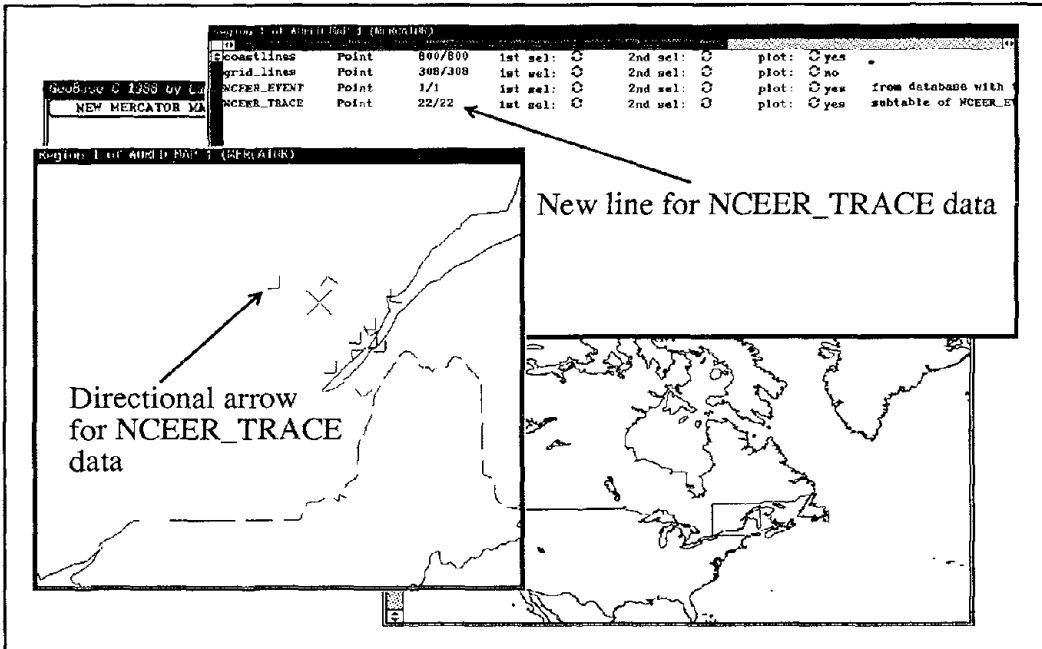 Region 1 of WORLD MAP 1 (MERCATOR)
coastlines Point 800/800 1st sel: 2nd sel: plot: yes
grid_lines Point 308/308 1st sel: 2nd sel: plot: no
NCEER_EVENT Point 1/1 1st sel: 2nd sel: plot: yes from database with
NCEER_TRACE Point 22/22 1st sel: 2nd sel: plot: yes subtable of NCEER_EV
GeoBase C 1988 by
NEW MERCATOR MA
Region 1 of WORLD MAP 1 (MERCATOR)
New line for NCEER_TRACE data
Directional arrow
for NCEER_TRACE
data